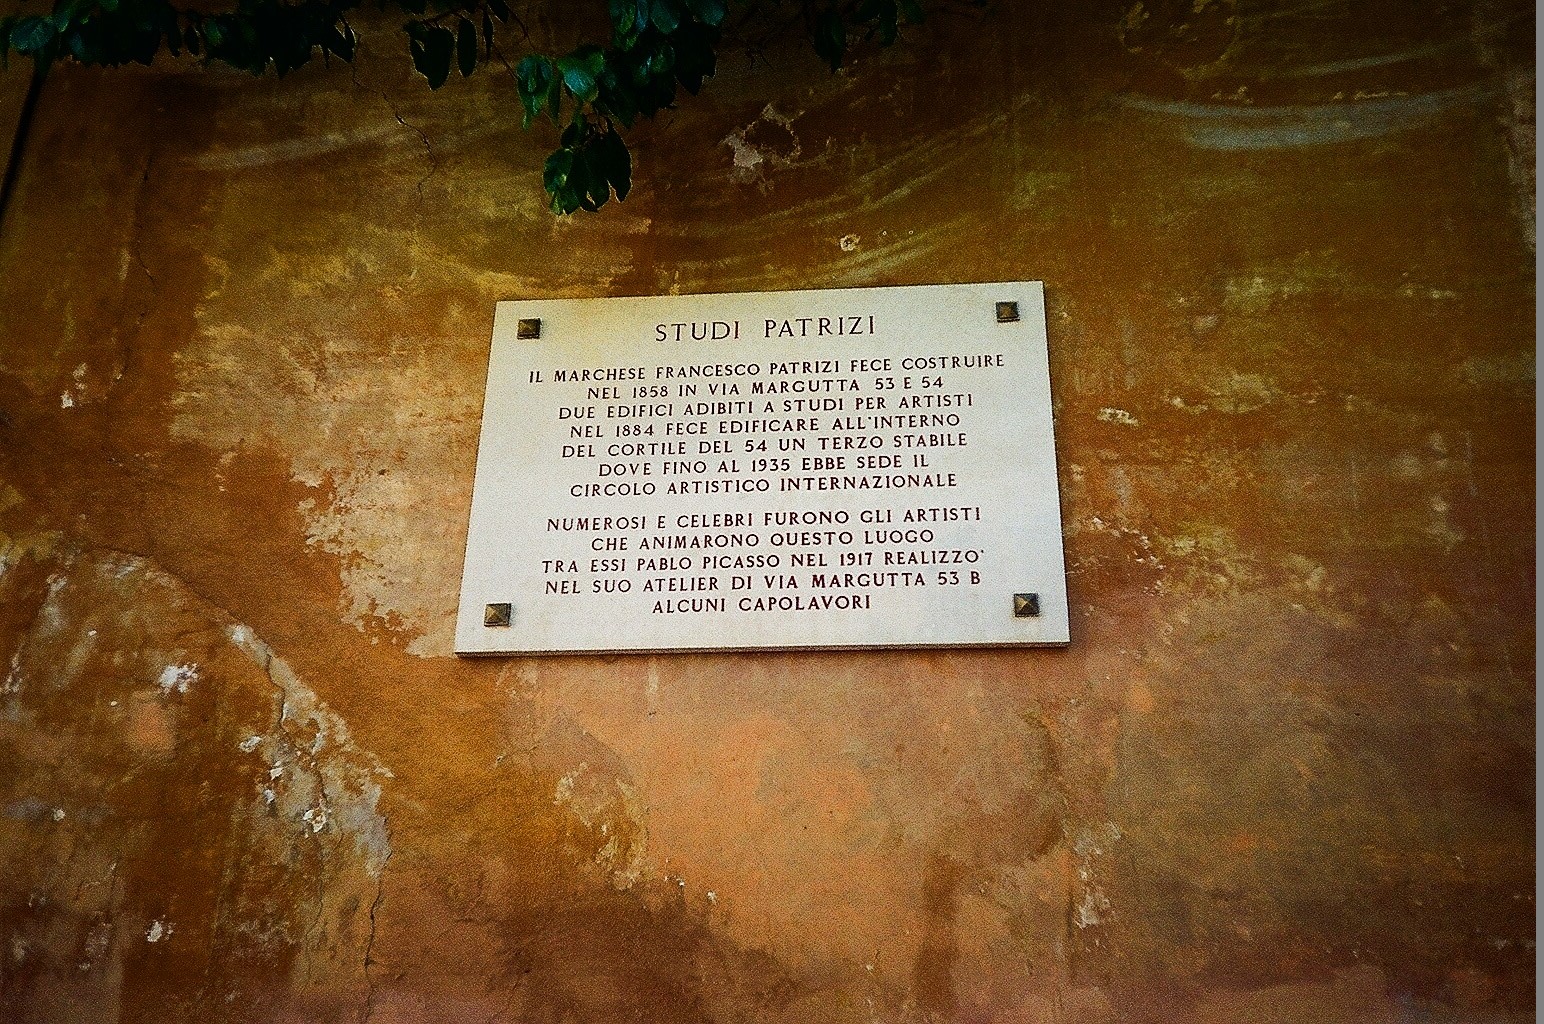 STUDI PATRIZI
IL MARCHESE FRANCESCO PATRIZI FECE COSTRUIRE
NEL 1858 IN VIA MARGUTTA 53 E 54
DUE EDIFICI ADIBITI A STUDI PER ARTISTI
NEL 1884 FECE EDIFICARE ALL'INTERNO
DEL CORTILE DEL 54 UN TERZO STABILE
DOVE FINO AL 1935 EBBE SEDE IL
CIRCOLO ARTISTICO INTERNAZIONALE
NUMEROSI E CELEBRI FURONO GLI ARTISTI
CHE ANIMARONO QUESTO LUOGO
TRA ESSI PABLO PICASSO NEL 1917 REALIZZO'
NEL SUO ATELIER DI VIA MARGUTTA 53 B
ALCUNI CAPOLAVORI